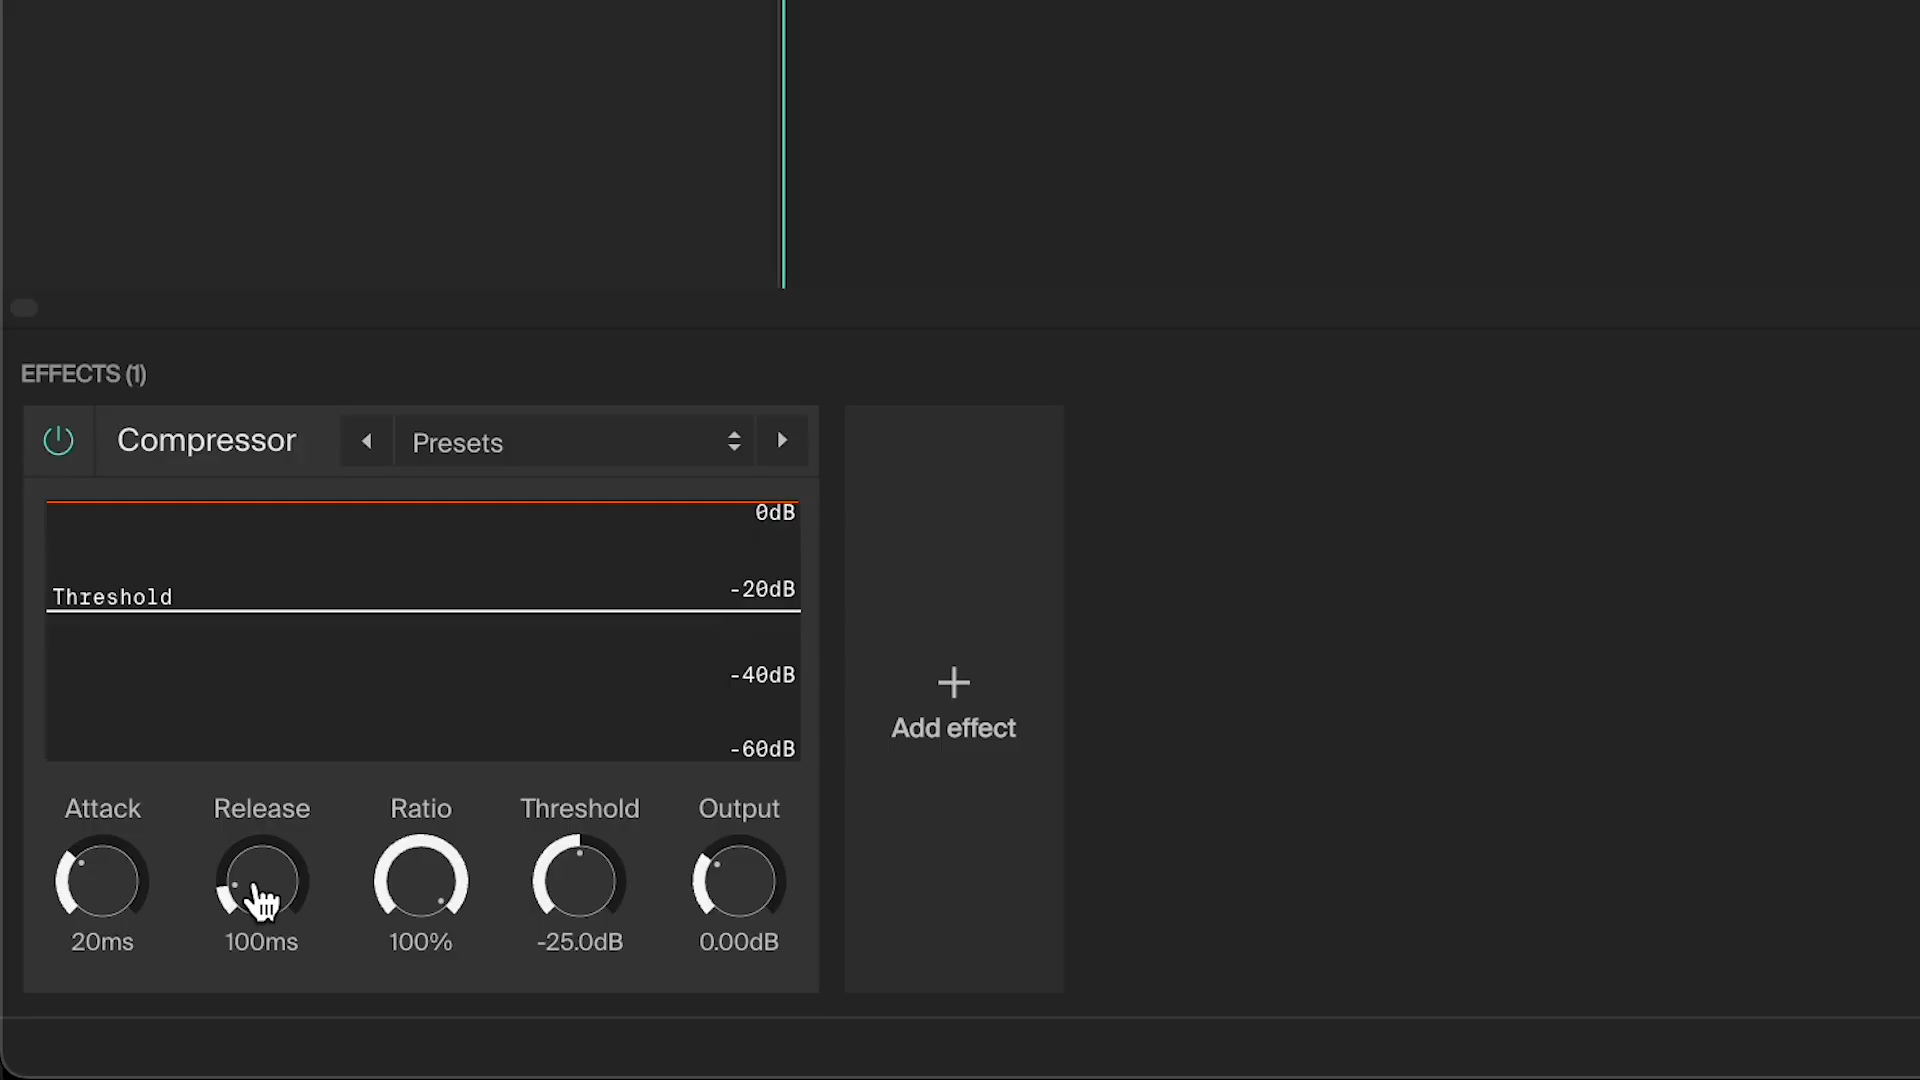 EFFECTS (1)
Compressor
Presets
0dB
Threshold
-20dB
-40dB
-60dB
Add effect
Attack
Release
Ratio
Threshold
Output
20ms
100ms
100%
-25.0dB
0.00dB